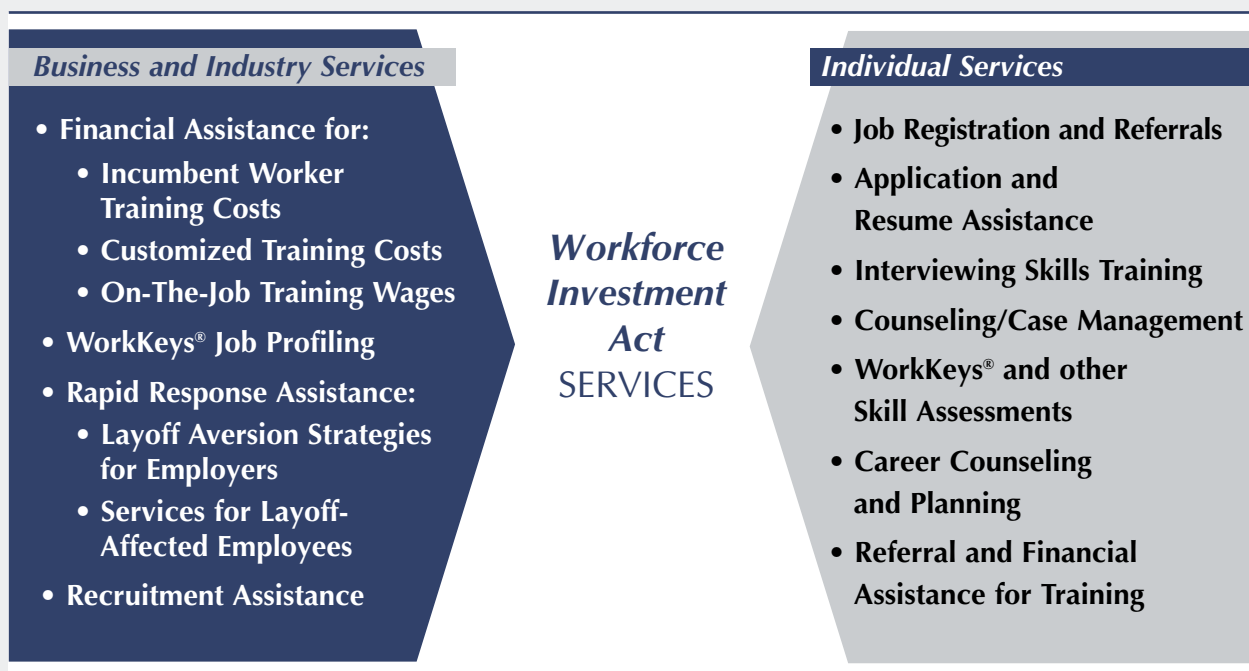 Business and Industry Services
• Financial Assistance for:
• Incumbent Worker
Training Costs
• Customized Training Costs
• On-The-Job Training Wages
• WorkKeys® Job Profiling
• Rapid Response Assistance:
• Layoff Aversion Strategies
for Employers
• Services for Layoff-
Affected Employees
• Recruitment Assistance
Workforce
Investment
Act
SERVICES
Individual Services
• Job Registration and Referrals
• Application and
Resume Assistance
• Interviewing Skills Training
• Counseling/Case Management
• WorkKeys® and other
Skill Assessments
• Career Counseling
and Planning
• Referral and Financial
Assistance for Training